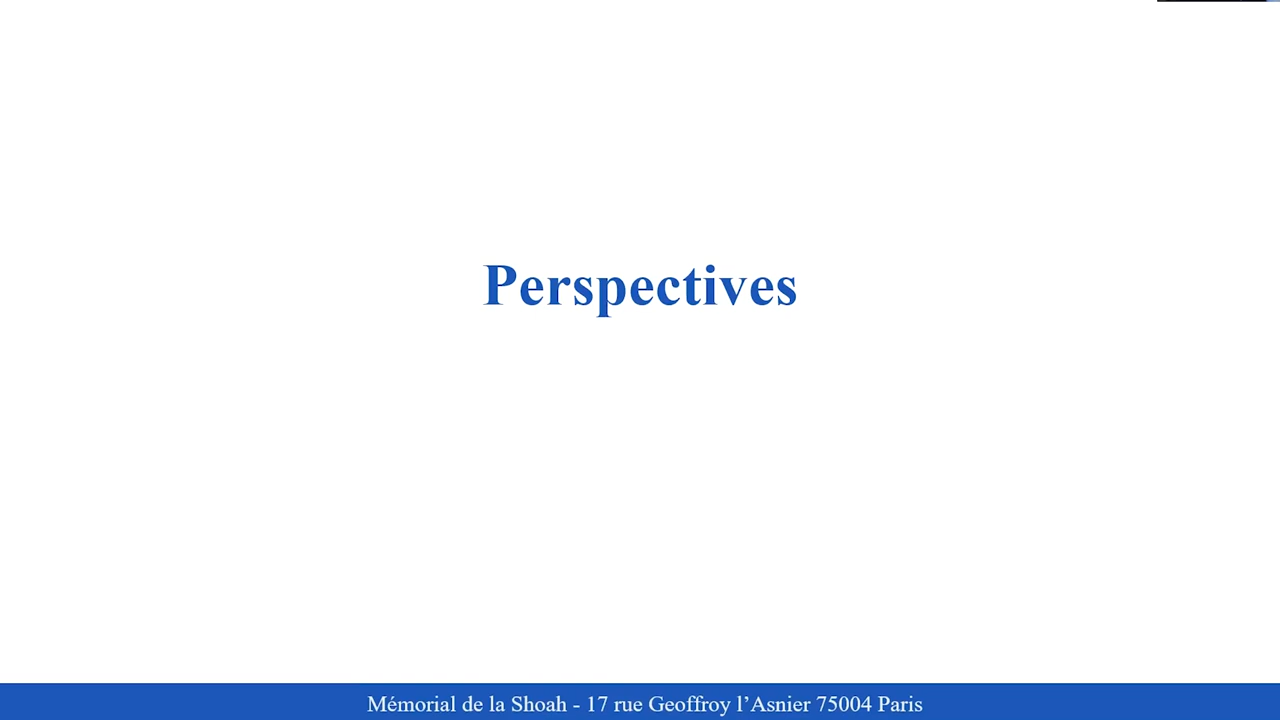 Perspectives
Mémorial de la Shoah - 17 rue Geoffroy l’Asnier 75004 Paris